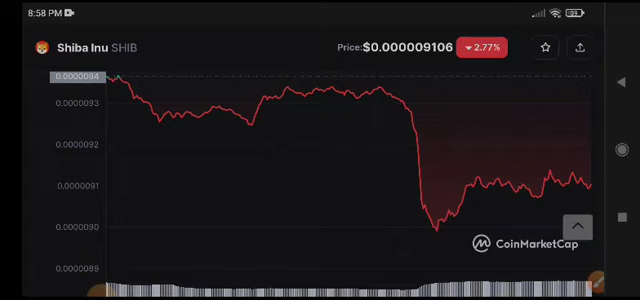 8:58 PM
Shiba Inu SHIB
Price:$0.000009106
2.77%
0.0000094
0.0000093
0.0000092
0.0000091
0.0000090
0.0000089
CoinMarketCap